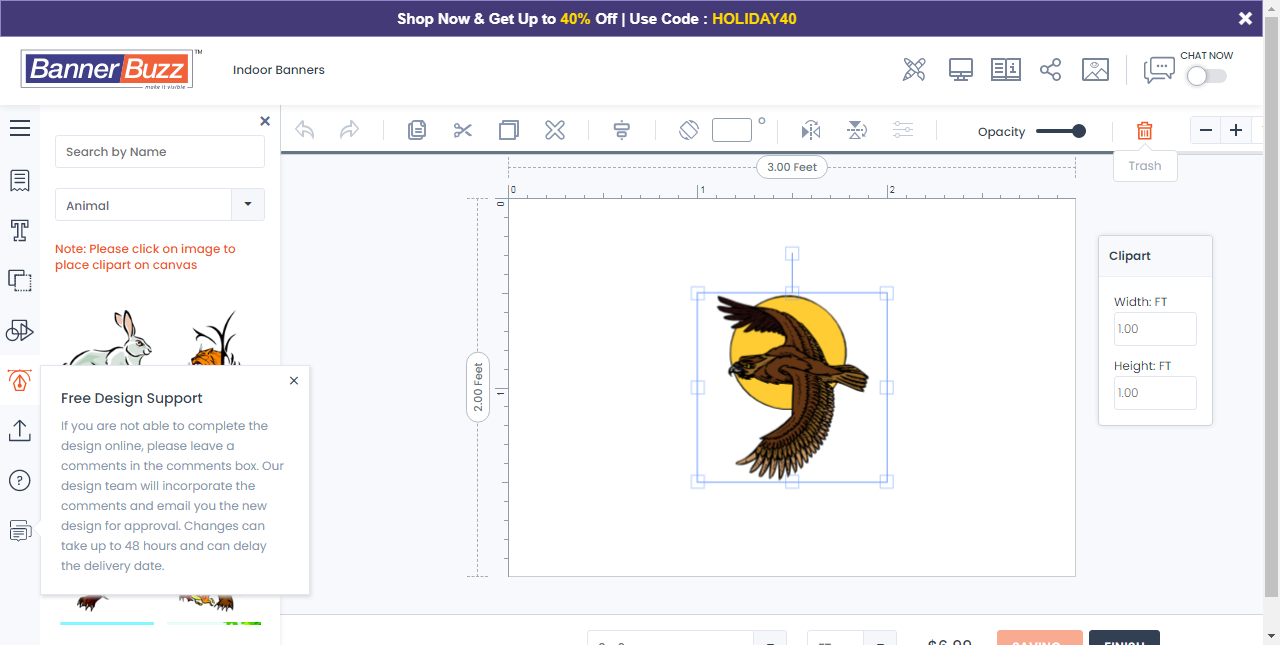 Shop Now & Get Up to 40% Off | Use Code : HOLIDAY40
BannerBuzz™
make it visible
Indoor Banners
CHAT NOW
Search by Name
Animal
Note: Please click on image to
place clipart on canvas
Opacity
Trash
3.00 Feet
0
1
2
0
1
2.00 Feet
Clipart
Width: FT
1.00
Height: FT
1.00
Free Design Support
If you are not able to complete the
design online, please leave a
comments in the comments box. Our
design team will incorporate the
comments and email you the new
design for approval. Changes can
take up to 48 hours and can delay
the delivery date.
$6.99
SAVING
FINISH